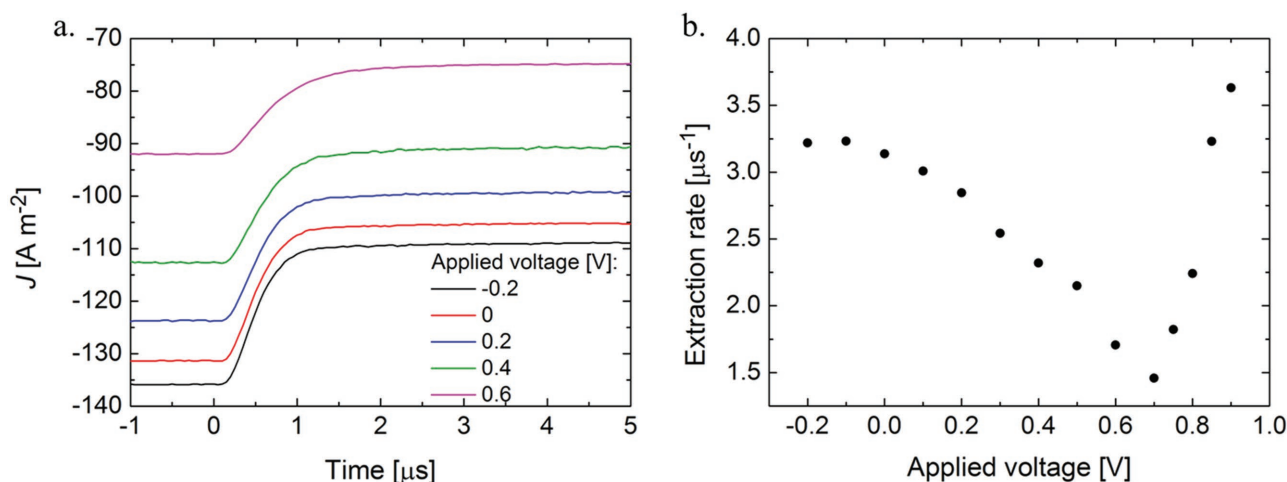 a.
J [A m-2]
-70
-80
-90
-100
-110
-120
-130
-140
Applied voltage [V]:
-0.2
0
0.2
0.4
0.6
-1 0 1 2 3 4 5
Time [μs]
b.
Extraction rate [μs-1]
4.0
3.5
3.0
2.5
2.0
1.5
-0.2 0.0 0.2 0.4 0.6 0.8 1.0
Applied voltage [V]